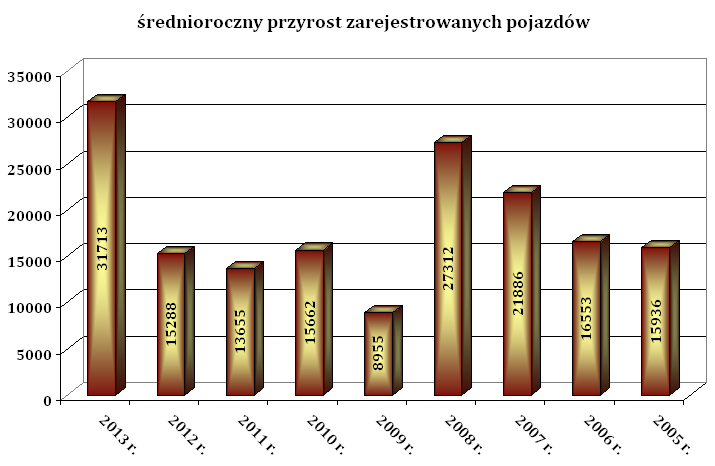 średnioroczny przyrost zarejestrowanych pojazdów
35000
30000
25000
20000
15000
10000
5000
0
31713
15288
13655
15662
8955
27312
21886
16553
15936
2013 r.
2012 r.
2011 r.
2010 r.
2009 r.
2008 r.
2007 r.
2006 r.
2005 r.